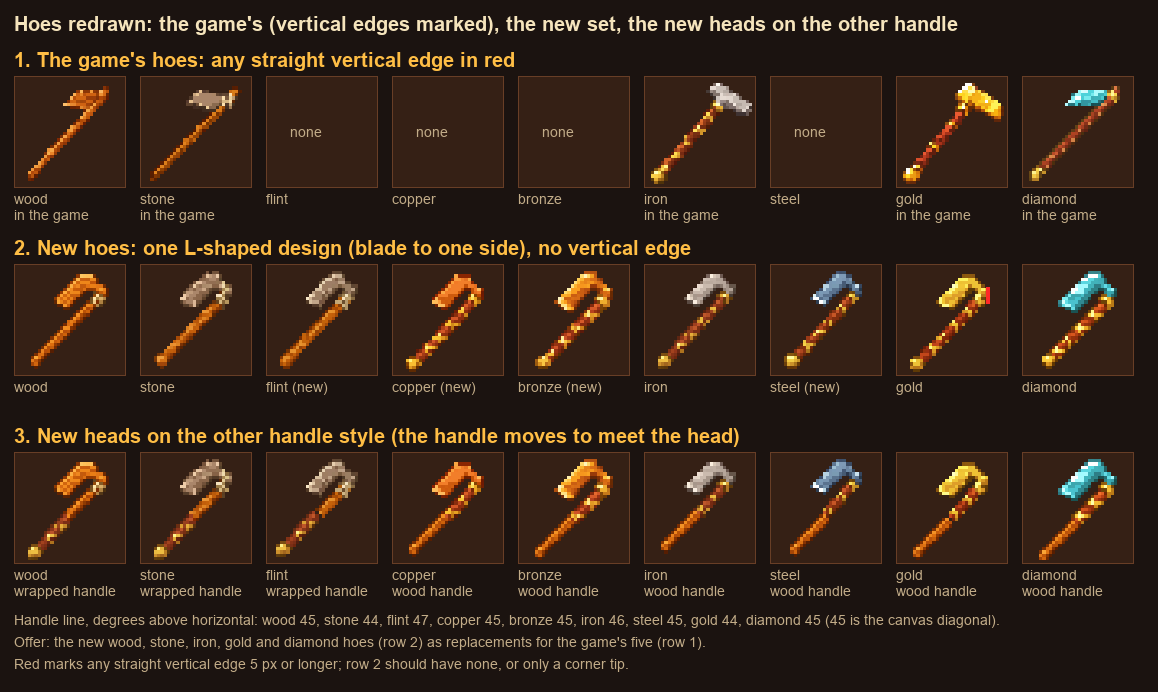 Hoes redrawn: the game's (vertical edges marked), the new set, the new heads on the other handle
1. The game's hoes: any straight vertical edge in red
none none none none
wood stone flint copper bronze iron steel gold diamond
in the game in the game in the game in the game in the game
2. New hoes: one L-shaped design (blade to one side), no vertical edge
wood stone flint (new) copper (new) bronze (new) iron steel (new) gold diamond
3. New heads on the other handle style (the handle moves to meet the head)
wood stone flint copper bronze iron steel gold diamond
wrapped handle wrapped handle wrapped handle wood handle wood handle wood handle wood handle wood handle wood handle
Handle line, degrees above horizontal: wood 45, stone 44, flint 47, copper 45, bronze 45, iron 46, steel 45, gold 44, diamond 45 (45 is the canvas diagonal).
Offer: the new wood, stone, iron, gold and diamond hoes (row 2) as replacements for the game's five (row 1).
Red marks any straight vertical edge 5 px or longer; row 2 should have none, or only a corner tip.